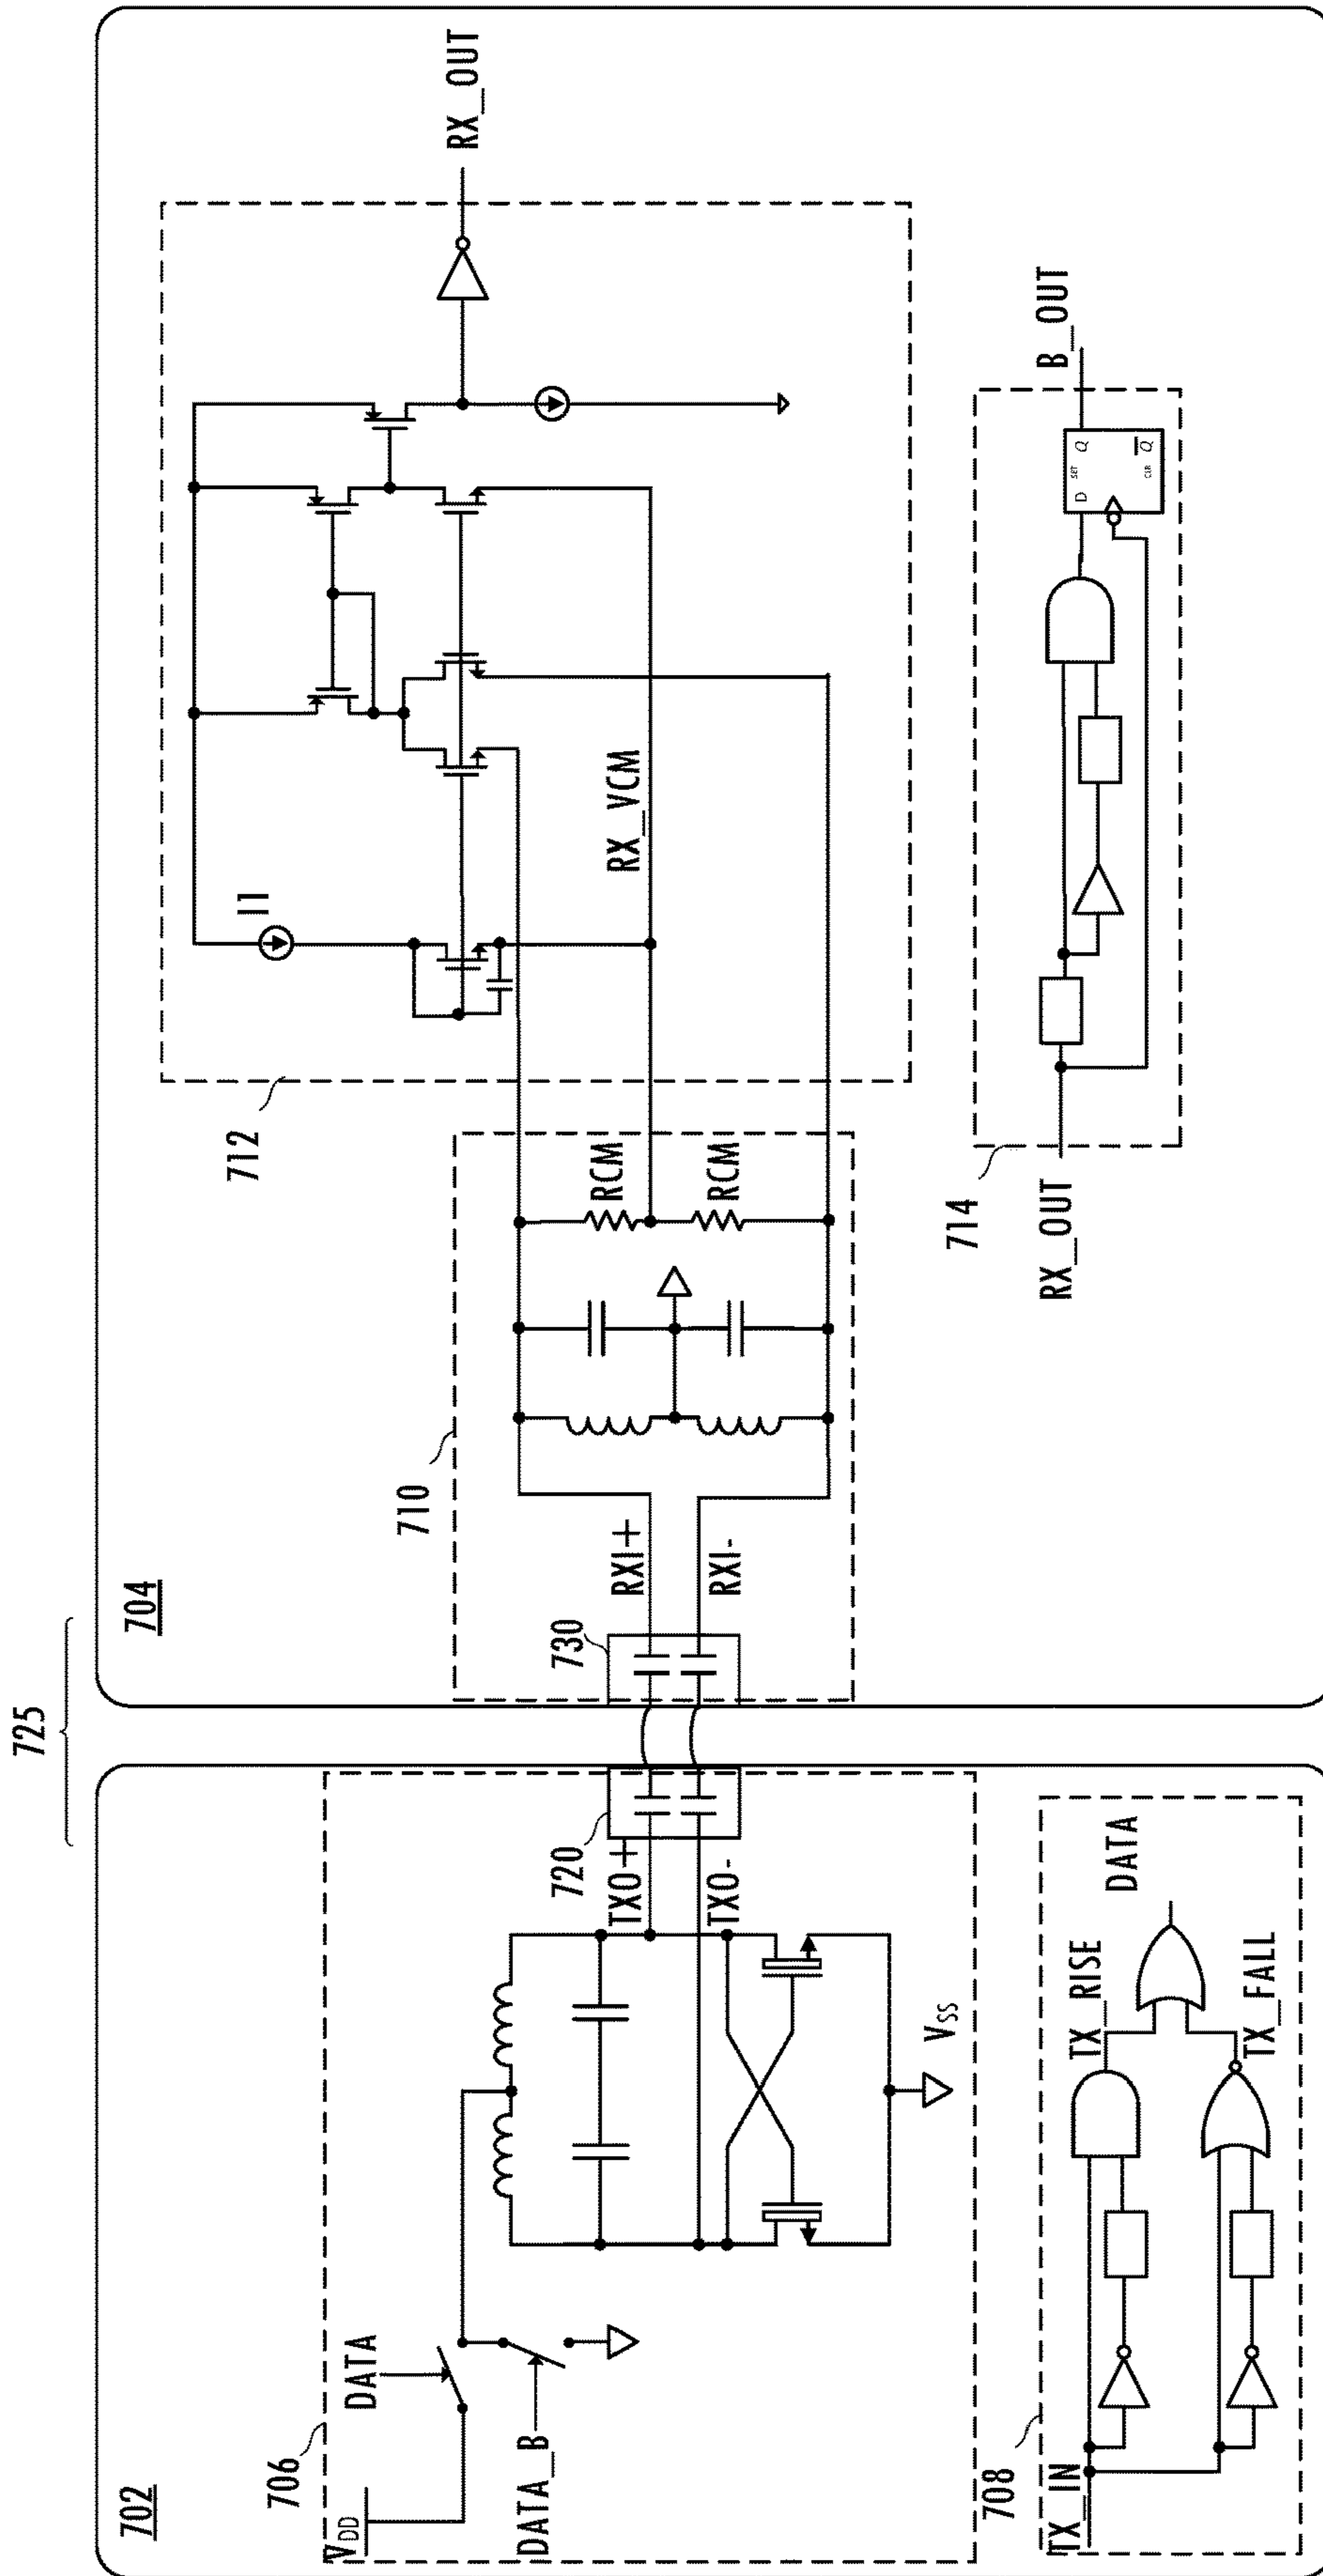 725
702
706
V_DD
DATA
DATA_B
720
TXO+
TXO-
V_SS
708
TX_IN
TX_RISE
TX_FALL
DATA
704
710
730
RXI+
RXI-
RCM
RCM
712
I1
RX_VCM
RX_OUT
714
RX_OUT
D
SET
Q
CLR
Q̅
B_OUT